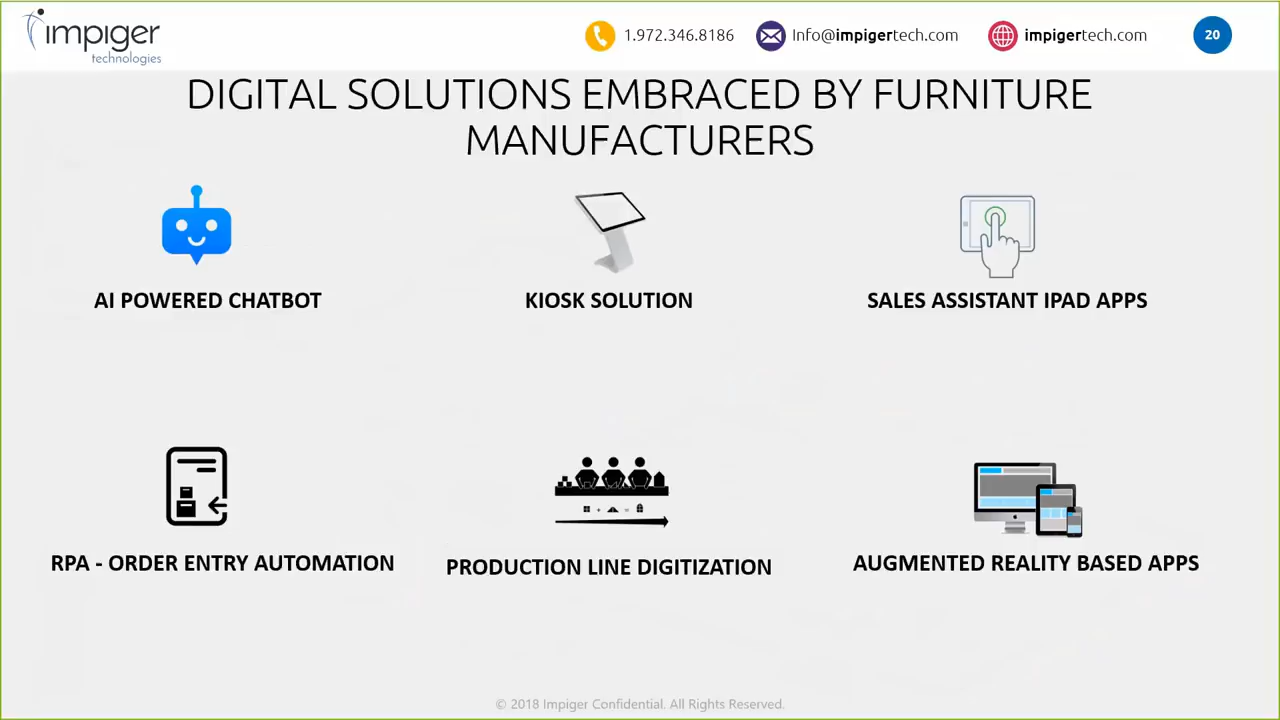 impiger
technologies
1.972.346.8186
Info@impigertech.com
impigertech.com
20
DIGITAL SOLUTIONS EMBRACED BY FURNITURE
MANUFACTURERS
AI POWERED CHATBOT
KIOSK SOLUTION
SALES ASSISTANT IPAD APPS
RPA - ORDER ENTRY AUTOMATION
PRODUCTION LINE DIGITIZATION
AUGMENTED REALITY BASED APPS
© 2018 Impiger Confidential. All Rights Reserved.